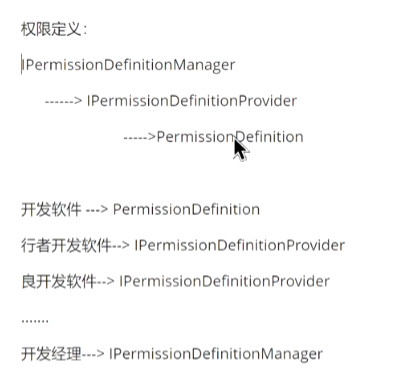 权限定义：
IPermissionDefinitionManager
------> IPermissionDefinitionProvider
----->PermissionDefinition
开发软件 ---> PermissionDefinition
行者开发软件--> IPermissionDefinitionProvider
良开发软件--> IPermissionDefinitionProvider
.......
开发经理---> IPermissionDefinitionManager